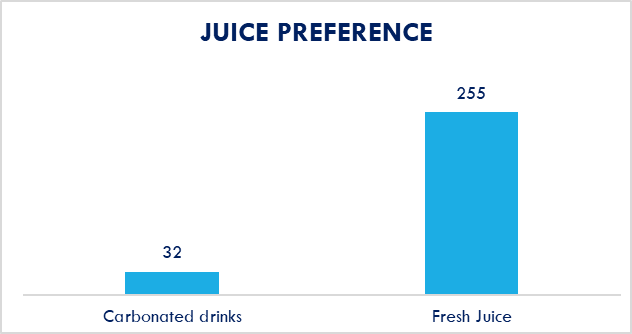 JUICE PREFERENCE
255
32
Carbonated drinks
Fresh Juice